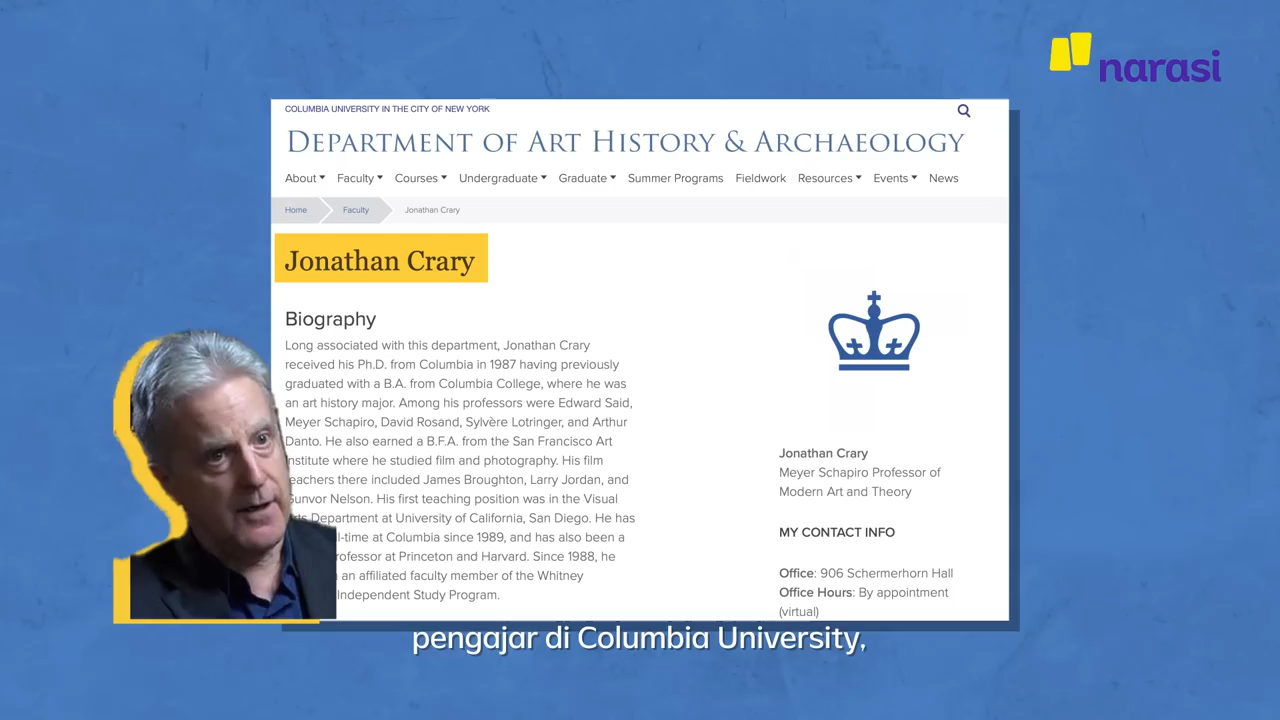 narasi
COLUMBIA UNIVERSITY IN THE CITY OF NEW YORK
DEPARTMENT OF ART HISTORY & ARCHAEOLOGY
About Faculty Courses Undergraduate Graduate Summer Programs Fieldwork Resources Events News
Home Faculty Jonathan Crary
Jonathan Crary
Biography
Long associated with this department, Jonathan Crary
received his Ph.D. from Columbia in 1987 having previously
graduated with a B.A. from Columbia College, where he was
an art history major. Among his professors were Edward Said,
Meyer Schapiro, David Rosand, Sylvère Lotringer, and Arthur
Danto. He also earned a B.F.A. from the San Francisco Art
Institute where he studied film and photography. His film
teachers there included James Broughton, Larry Jordan, and
Gunvor Nelson. His first teaching position was in the Visual
Arts Department at University of California, San Diego. He has
at Columbia since 1989, and has also been a
at Princeton and Harvard. Since 1988, he
an affiliated faculty member of the Whitney
Independent Study Program.
Jonathan Crary
Meyer Schapiro Professor of
Modern Art and Theory
MY CONTACT INFO
Office: 906 Schermerhorn Hall
Office Hours: By appointment
(virtual)
pengajar di Columbia University,